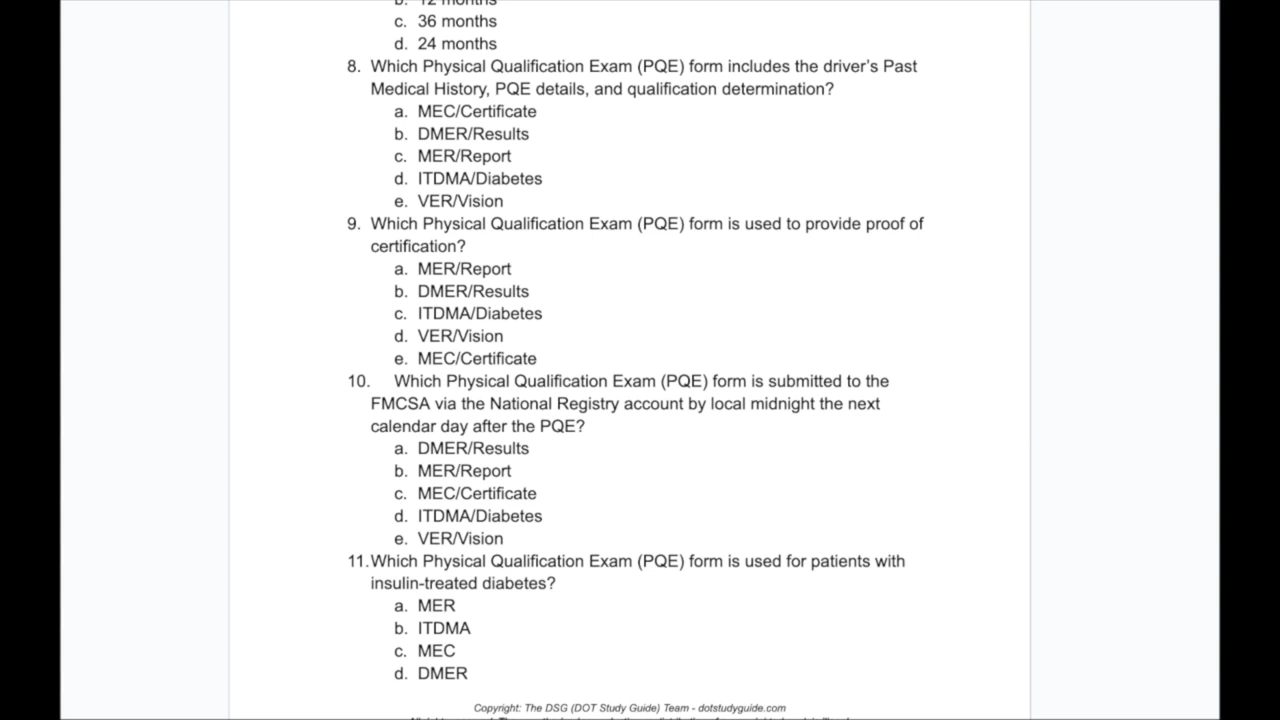 b. 12 months
c. 36 months
d. 24 months
8. Which Physical Qualification Exam (PQE) form includes the driver's Past
Medical History, PQE details, and qualification determination?
a. MEC/Certificate
b. DMER/Results
c. MER/Report
d. ITDMA/Diabetes
e. VER/Vision
9. Which Physical Qualification Exam (PQE) form is used to provide proof of
certification?
a. MER/Report
b. DMER/Results
c. ITDMA/Diabetes
d. VER/Vision
e. MEC/Certificate
10. Which Physical Qualification Exam (PQE) form is submitted to the
FMCSA via the National Registry account by local midnight the next
calendar day after the PQE?
a. DMER/Results
b. MER/Report
c. MEC/Certificate
d. ITDMA/Diabetes
e. VER/Vision
11. Which Physical Qualification Exam (PQE) form is used for patients with
insulin-treated diabetes?
a. MER
b. ITDMA
c. MEC
d. DMER
Copyright: The DSG (DOT Study Guide) Team - dotstudyguide.com